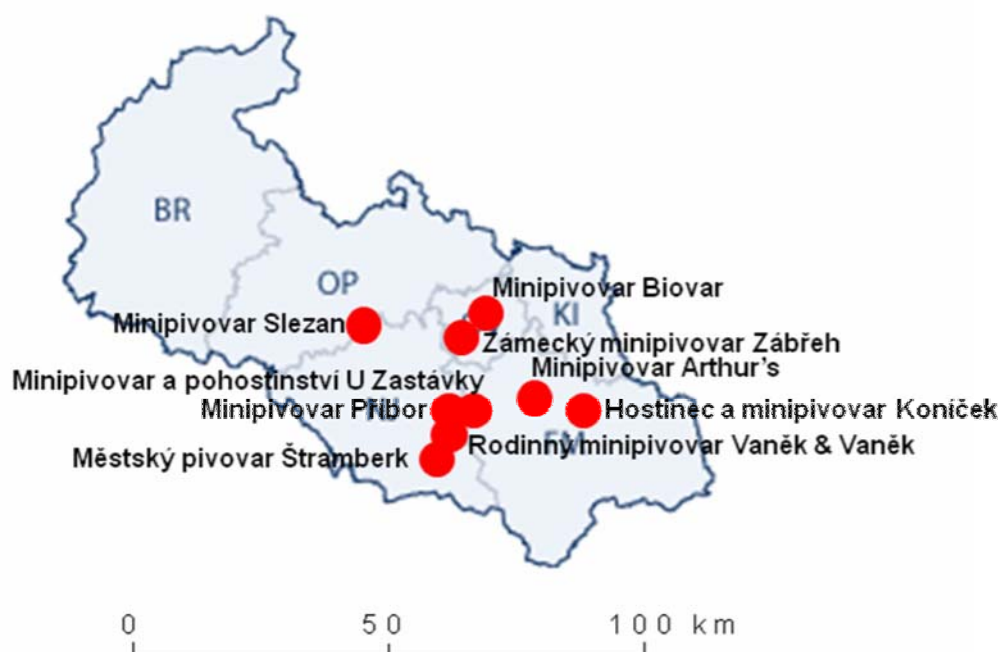 BR
OP
Minipivovar Biovar
KI
Minipivovar Slezan
Zámecký minipivovar Zábřeh
Minipivovar Arthur's
Minipivovar a pohostinství U Zastávky
Minipivovar Příbor
Hostinec a minipivovar Koníček
Rodinný minipivovar Vaněk & Vaněk
Městský pivovar Štramberk
0 50 100 km